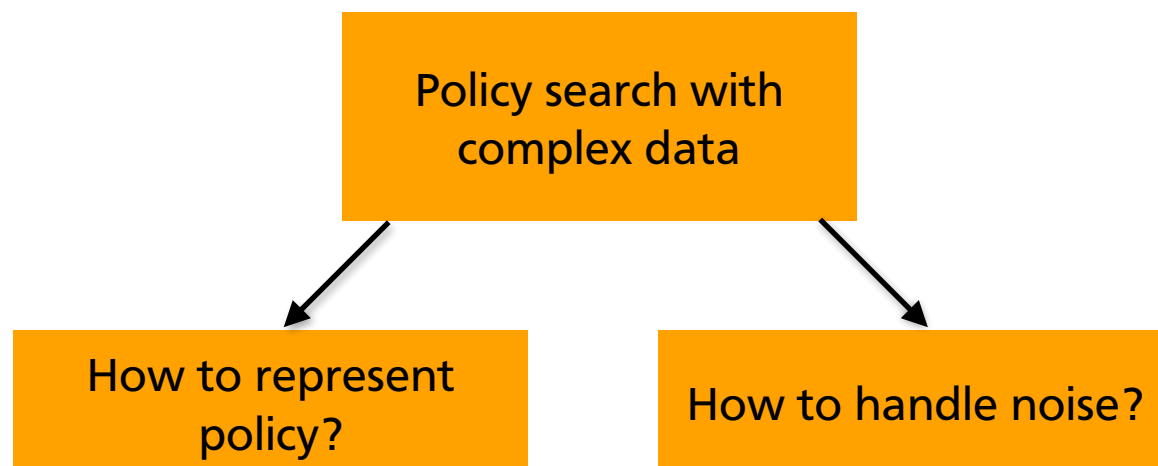 Policy search with
complex data
How to represent
policy?
How to handle noise?